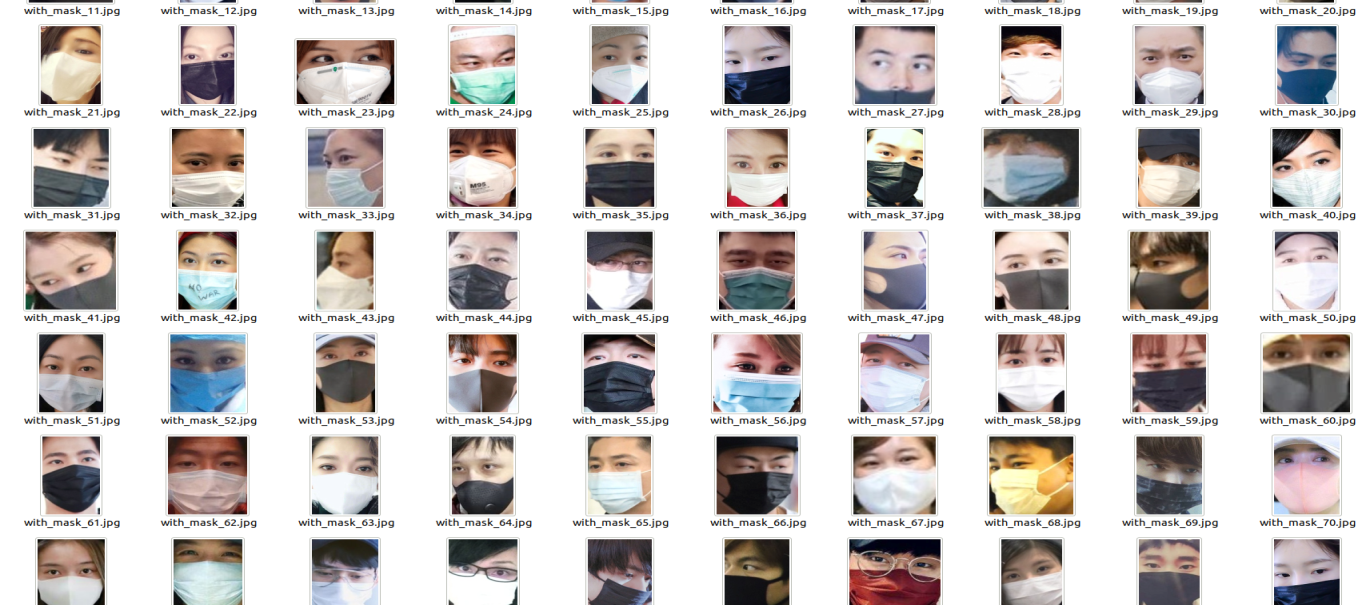 with_mask_11.jpg with_mask_12.jpg with_mask_13.jpg with_mask_14.jpg with_mask_15.jpg with_mask_16.jpg with_mask_17.jpg with_mask_18.jpg with_mask_19.jpg with_mask_20.jpg
with_mask_21.jpg with_mask_22.jpg with_mask_23.jpg with_mask_24.jpg with_mask_25.jpg with_mask_26.jpg with_mask_27.jpg with_mask_28.jpg with_mask_29.jpg with_mask_30.jpg
M95
with_mask_31.jpg with_mask_32.jpg with_mask_33.jpg with_mask_34.jpg with_mask_35.jpg with_mask_36.jpg with_mask_37.jpg with_mask_38.jpg with_mask_39.jpg with_mask_40.jpg
NO
WAR
with_mask_41.jpg with_mask_42.jpg with_mask_43.jpg with_mask_44.jpg with_mask_45.jpg with_mask_46.jpg with_mask_47.jpg with_mask_48.jpg with_mask_49.jpg with_mask_50.jpg
with_mask_51.jpg with_mask_52.jpg with_mask_53.jpg with_mask_54.jpg with_mask_55.jpg with_mask_56.jpg with_mask_57.jpg with_mask_58.jpg with_mask_59.jpg with_mask_60.jpg
with_mask_61.jpg with_mask_62.jpg with_mask_63.jpg with_mask_64.jpg with_mask_65.jpg with_mask_66.jpg with_mask_67.jpg with_mask_68.jpg with_mask_69.jpg with_mask_70.jpg